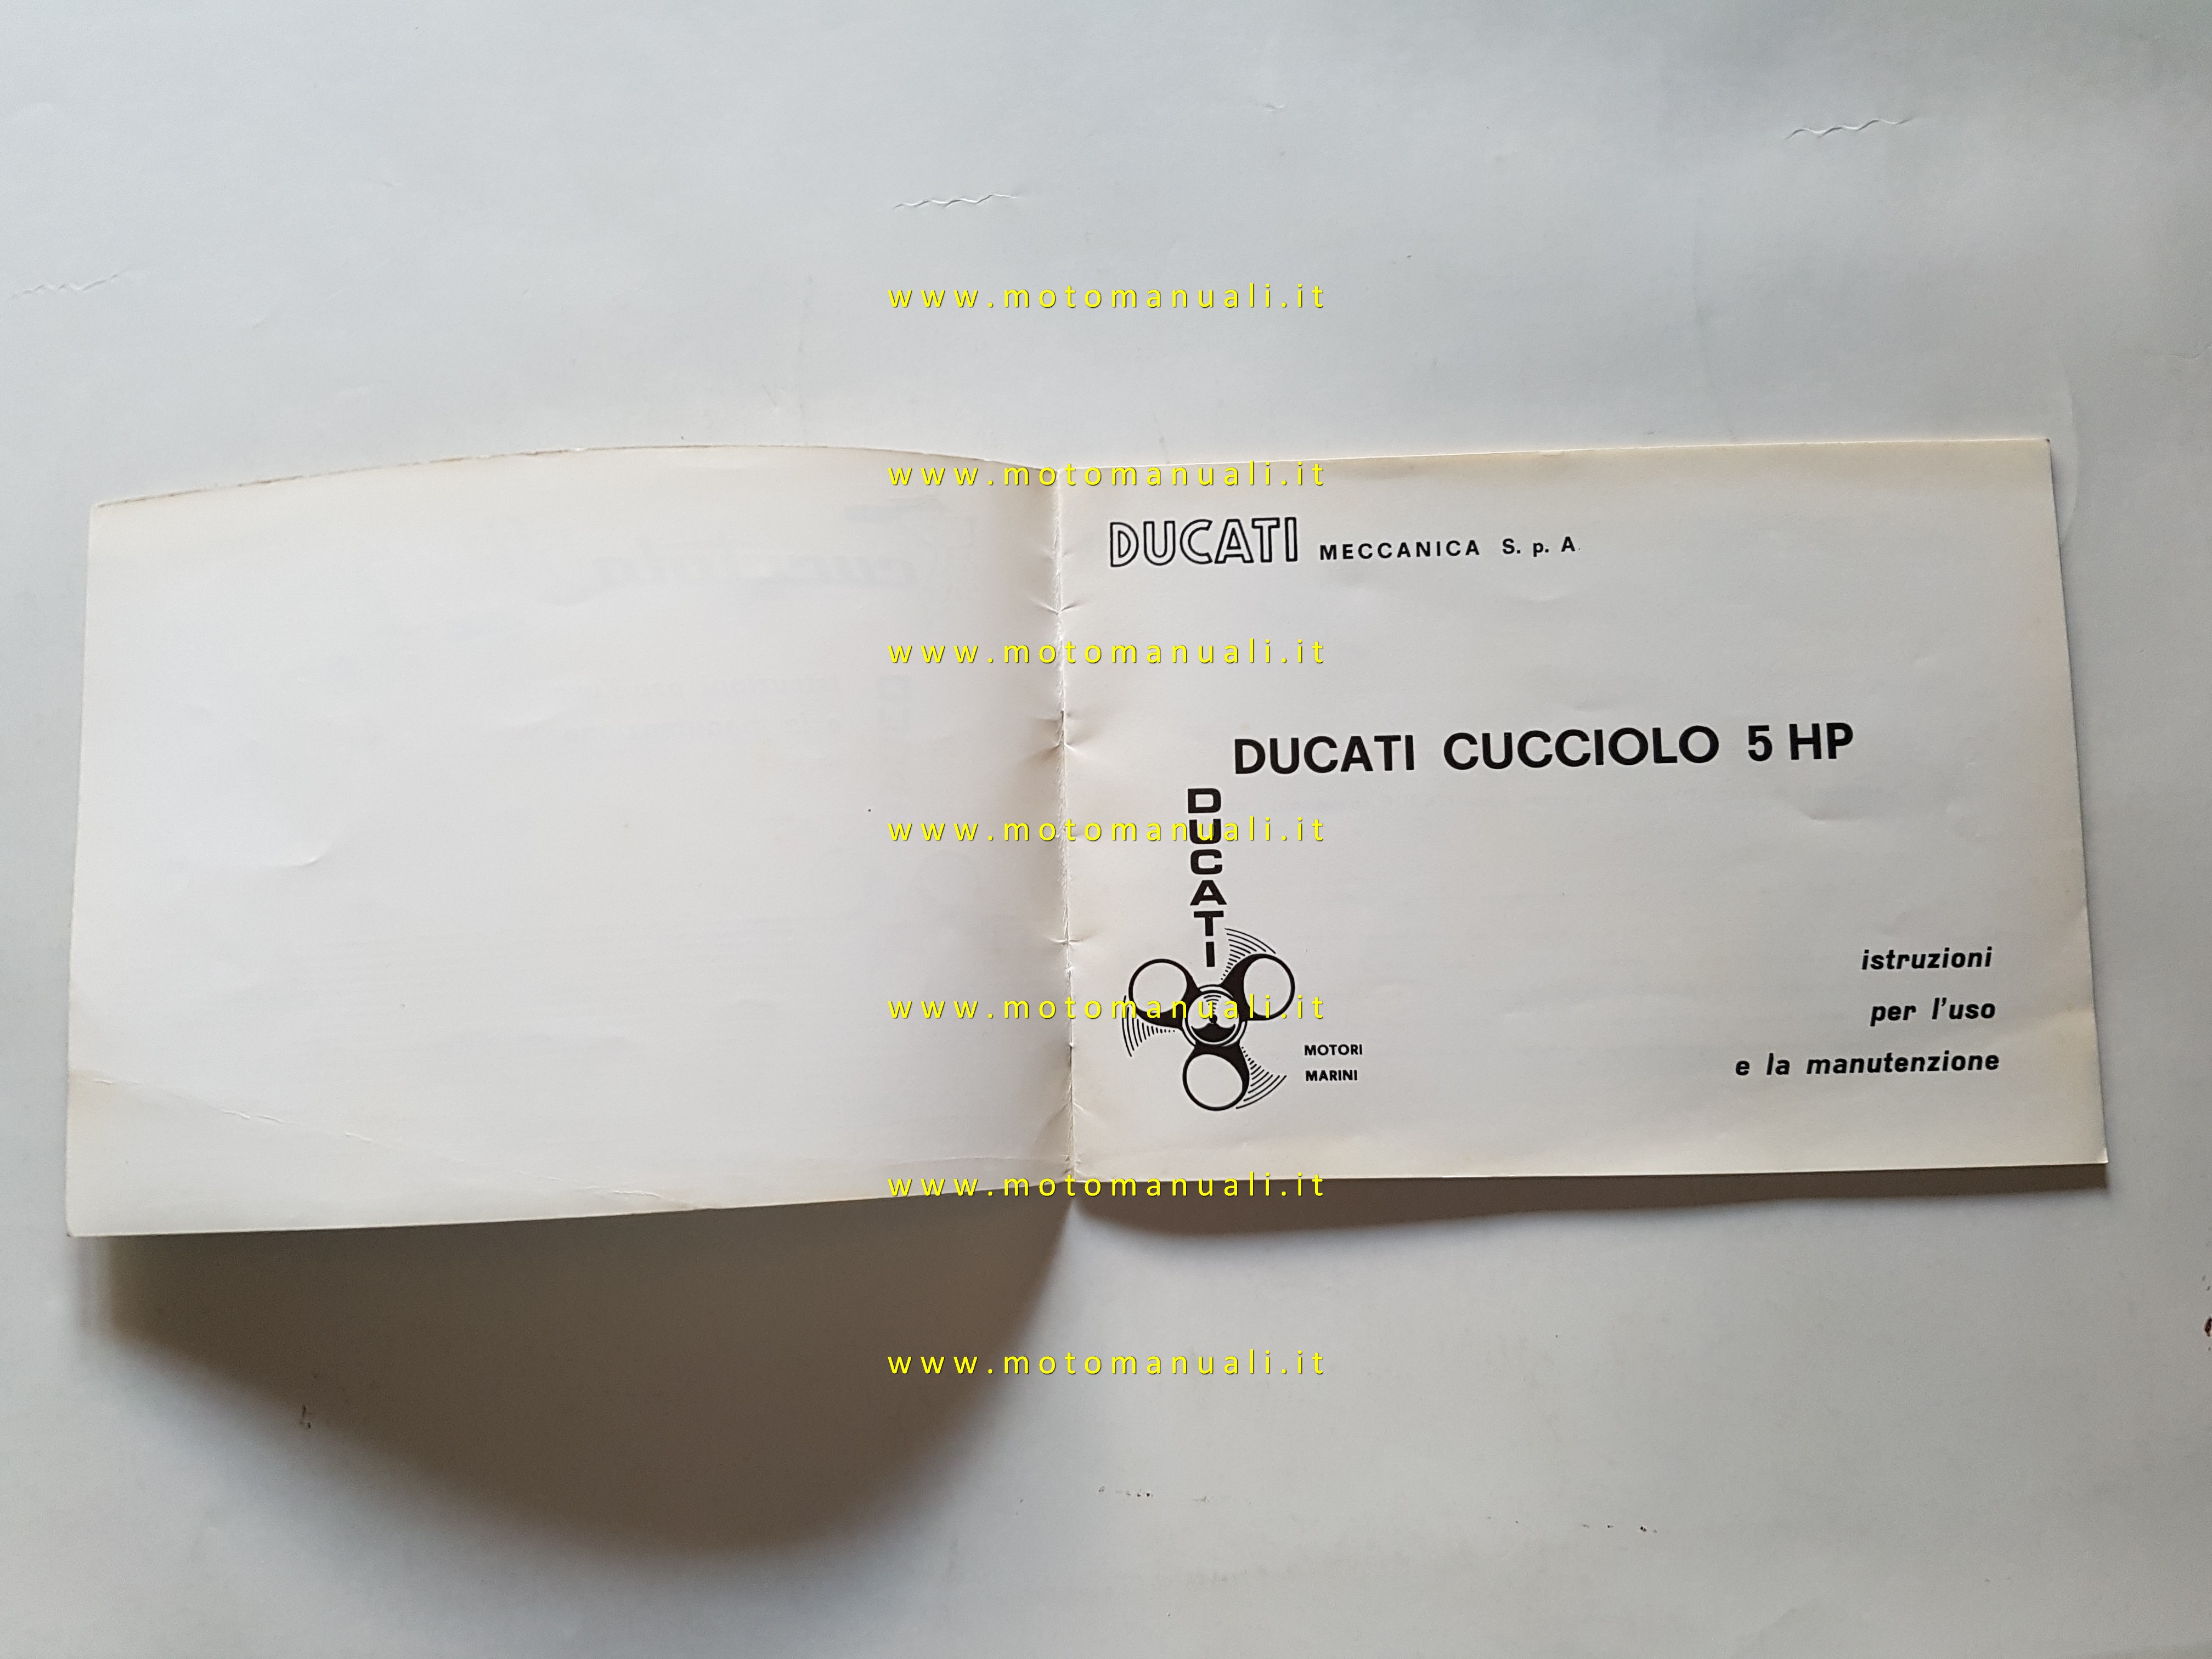 www.motomanuali.it
www.motomanuali.it
DUCATI MECCANICA S. p. A.
www.motomanuali.it
DUCATI CUCCIOLO 5 HP
DUCATI
www.motomanuali.it
istruzioni
per l'uso
e la manutenzione
www.motomanuali.it
MOTORI
MARINI
www.motomanuali.it
www.motomanuali.it